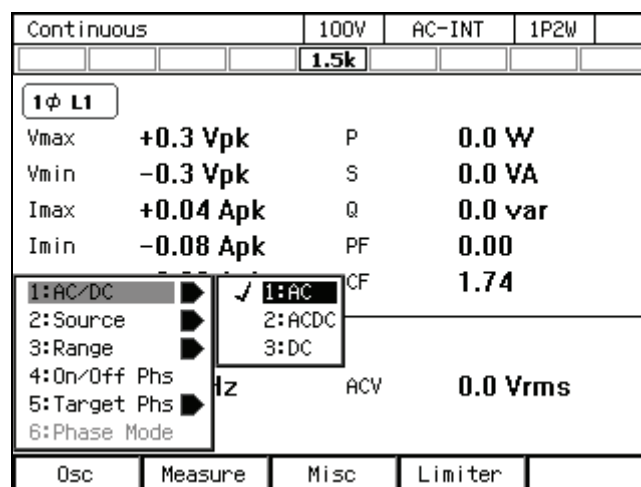 Continuous 100V AC-INT 1P2W
1.5k
1ϕ L1
Vmax +0.3 Vpk P 0.0 W
Vmin -0.3 Vpk S 0.0 VA
Imax +0.04 Apk Q 0.0 var
Imin -0.08 Apk PF 0.00
CF 1.74
1:AC/DC ✓ 1:AC
2:Source 2:ACDC
3:Range 3:DC
4:On/Off Phs Hz ACV 0.0 Vrms
5:Target Phs
6:Phase Mode
Osc Measure Misc Limiter